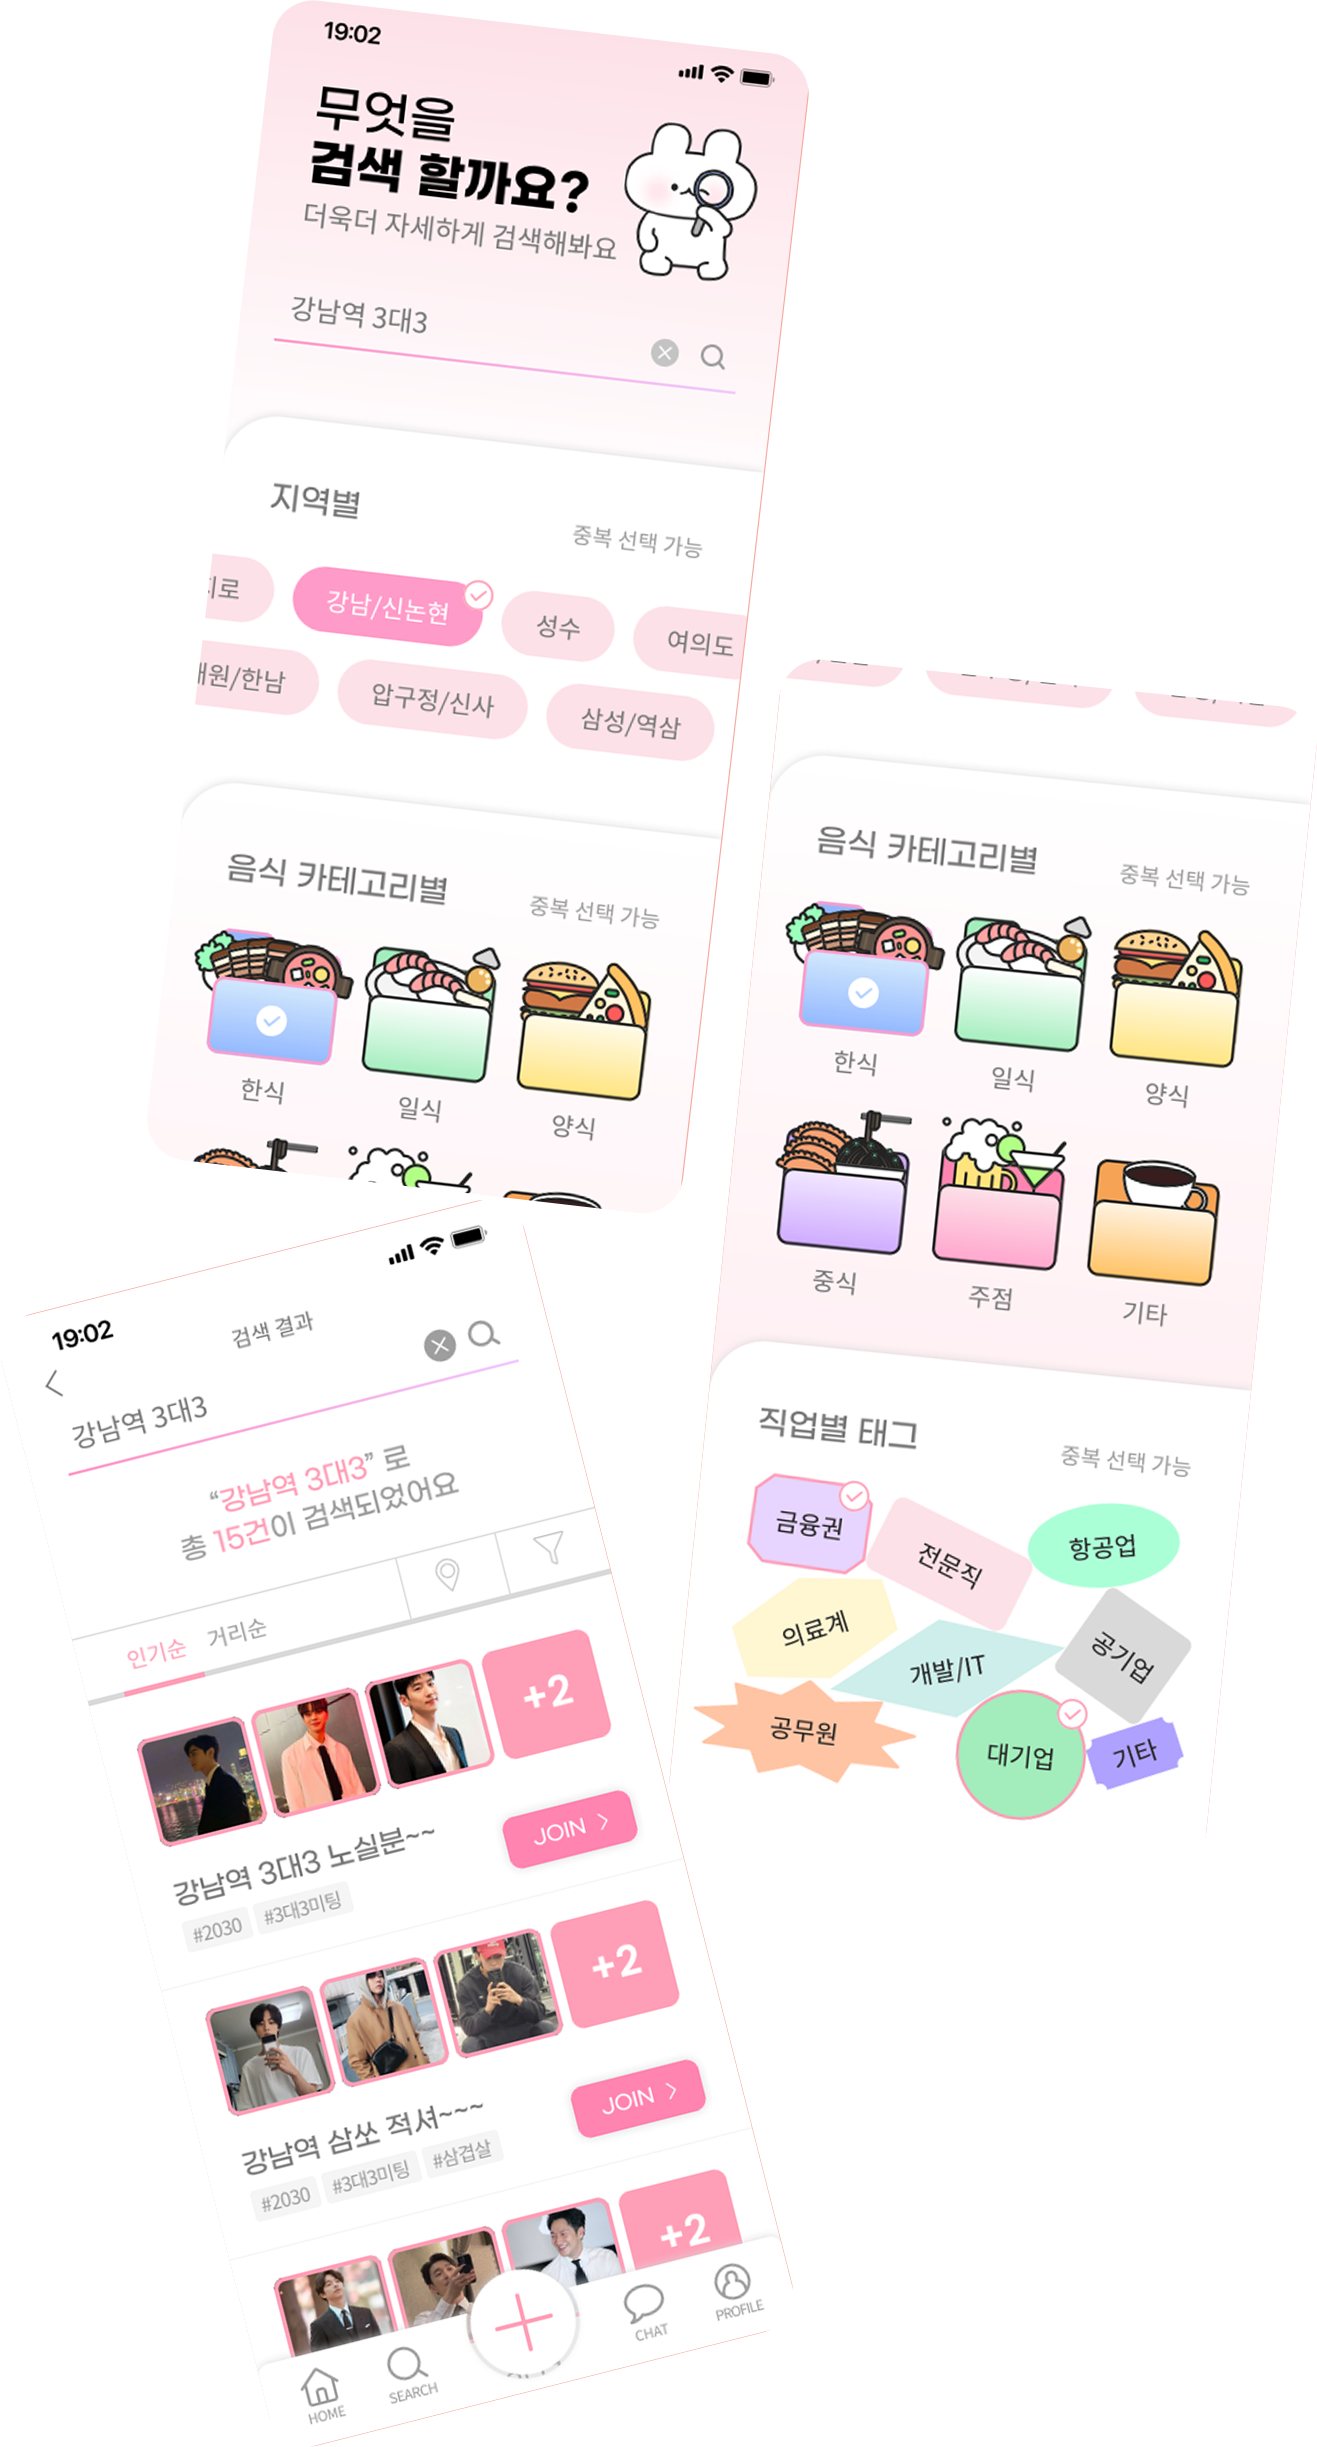 19:02
무엇을
검색 할까요?
더욱더 자세하게 검색해봐요
강남역 3대3
지역별
중복 선택 가능
지로
강남/신논현
성수
여의도
태원/한남
압구정/신사
삼성/역삼
음식 카테고리별
중복 선택 가능
한식
일식
양식
음식 카테고리별
중복 선택 가능
한식
일식
양식
중식
주점
기타
직업별 태그
중복 선택 가능
금융권
전문직
항공업
의료계
개발/IT
공기업
공무원
대기업
기타
19:02
검색 결과
강남역 3대3
“강남역 3대3” 로
총 15건이 검색되었어요
인기순 거리순
+2
강남역 3대3 노실분~~
JOIN >
#2030 #3대3미팅
+2
강남역 삼쏘 적셔~~~
JOIN >
#2030 #3대3미팅 #삼겹살
+2
HOME
SEARCH
CHAT
PROFILE